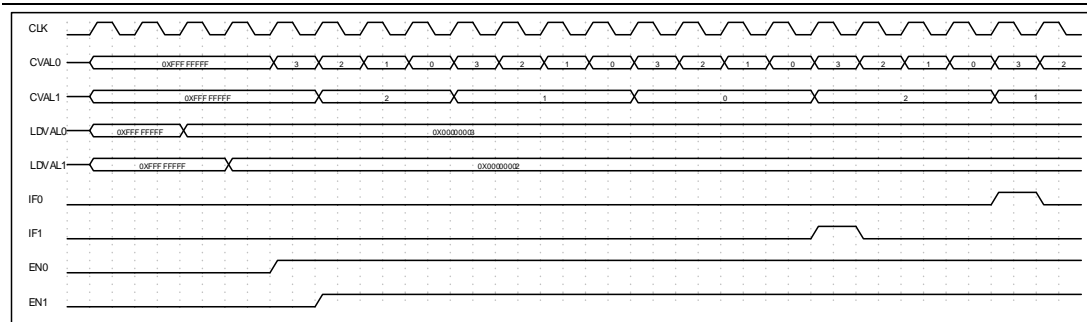 CLK
CVAL0 0XFFF FFFFF 3 2 1 0 3 2 1 0 3 2 1 0 3 2 1 0 3 2
CVAL1 0XFFF FFFFF 2 1 0 2 1
LDVAL0 0XFFF FFFFF 0X00000003
LDVAL1 0XFFF FFFFF 0X00000002
IF0
IF1
EN0
EN1